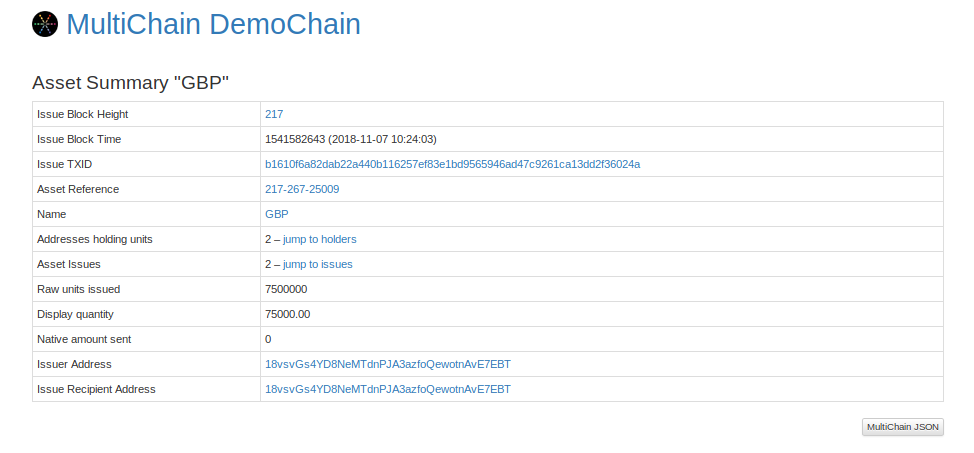 MultiChain DemoChain
Asset Summary "GBP"
Issue Block Height 217
Issue Block Time 1541582643 (2018-11-07 10:24:03)
Issue TXID b1610f6a82dab22a440b116257ef83e1bd9565946ad47c9261ca13dd2f36024a
Asset Reference 217-267-25009
Name GBP
Addresses holding units 2 – jump to holders
Asset Issues 2 – jump to issues
Raw units issued 7500000
Display quantity 75000.00
Native amount sent 0
Issuer Address 18vsvGs4YD8NeMTdnPJA3azfoQewotnAvE7EBT
Issue Recipient Address 18vsvGs4YD8NeMTdnPJA3azfoQewotnAvE7EBT
MultiChain JSON